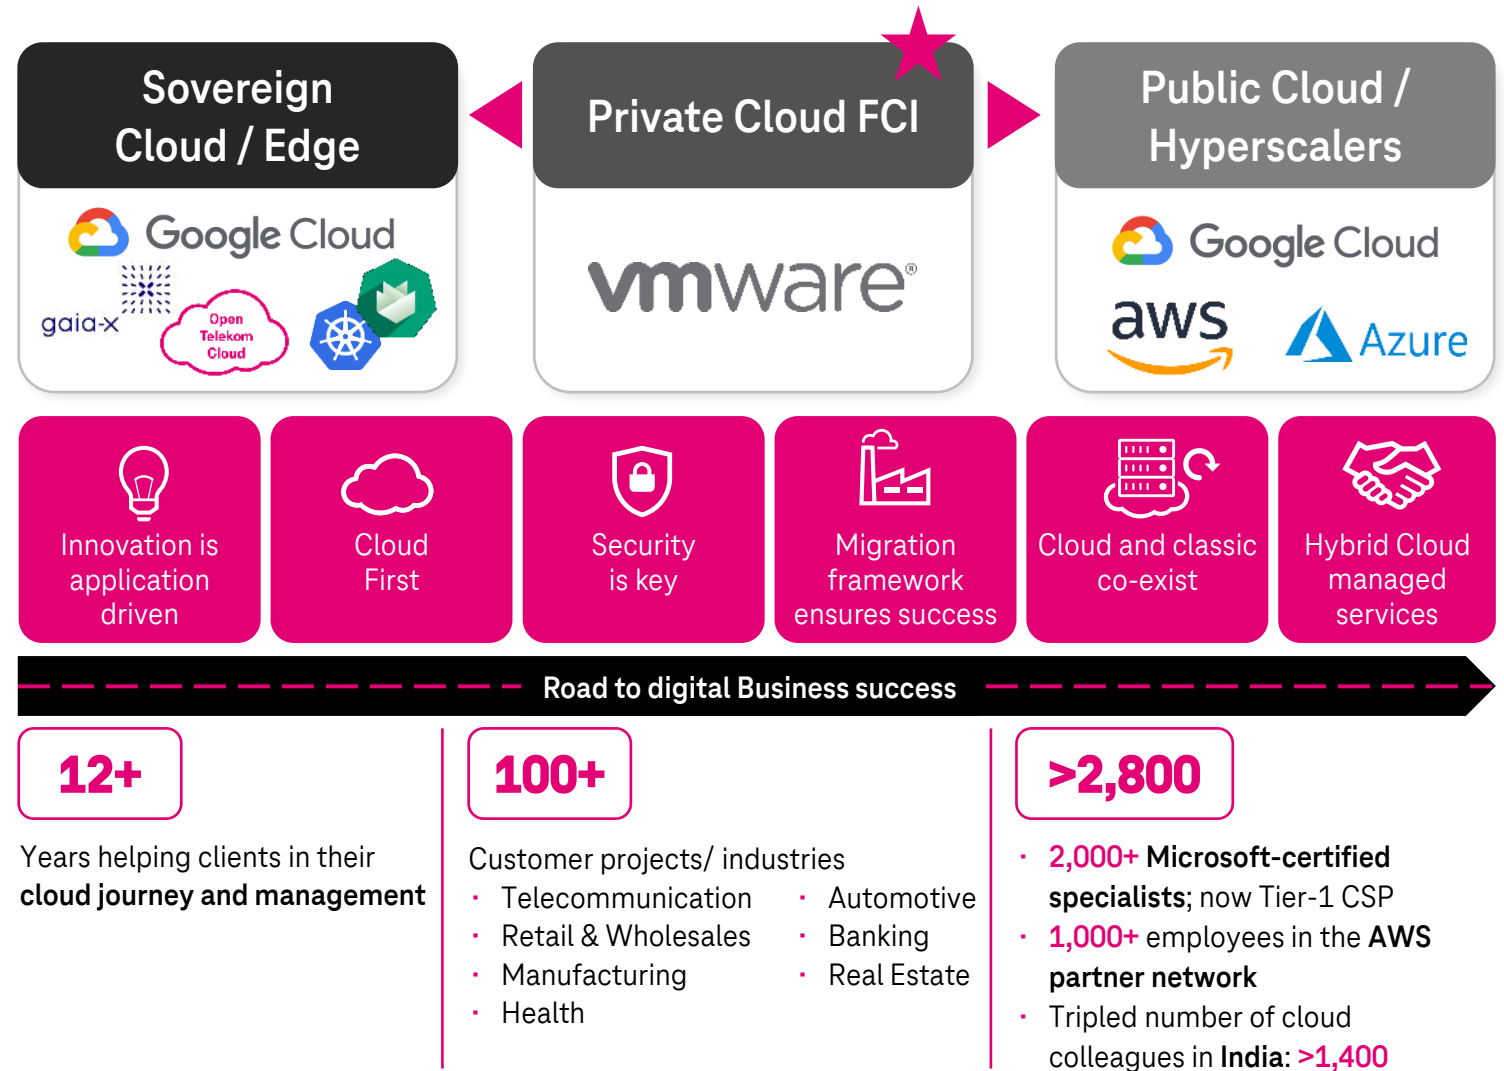 Sovereign
Cloud / Edge
Private Cloud FCI
Public Cloud /
Hyperscalers
Google Cloud
gaia-x
Open
Telekom
Cloud
vmware®
Google Cloud
aws
Azure
Innovation is
application
driven
Cloud
First
Security
is key
Migration
framework
ensures success
Cloud and classic
co-exist
Hybrid Cloud
managed
services
Road to digital Business success
12+
Years helping clients in their
cloud journey and management
100+
Customer projects/ industries
· Telecommunication
· Retail & Wholesales
· Manufacturing
· Health
· Automotive
· Banking
· Real Estate
>2,800
· 2,000+ Microsoft-certified
specialists; now Tier-1 CSP
· 1,000+ employees in the AWS
partner network
· Tripled number of cloud
colleagues in India: >1,400